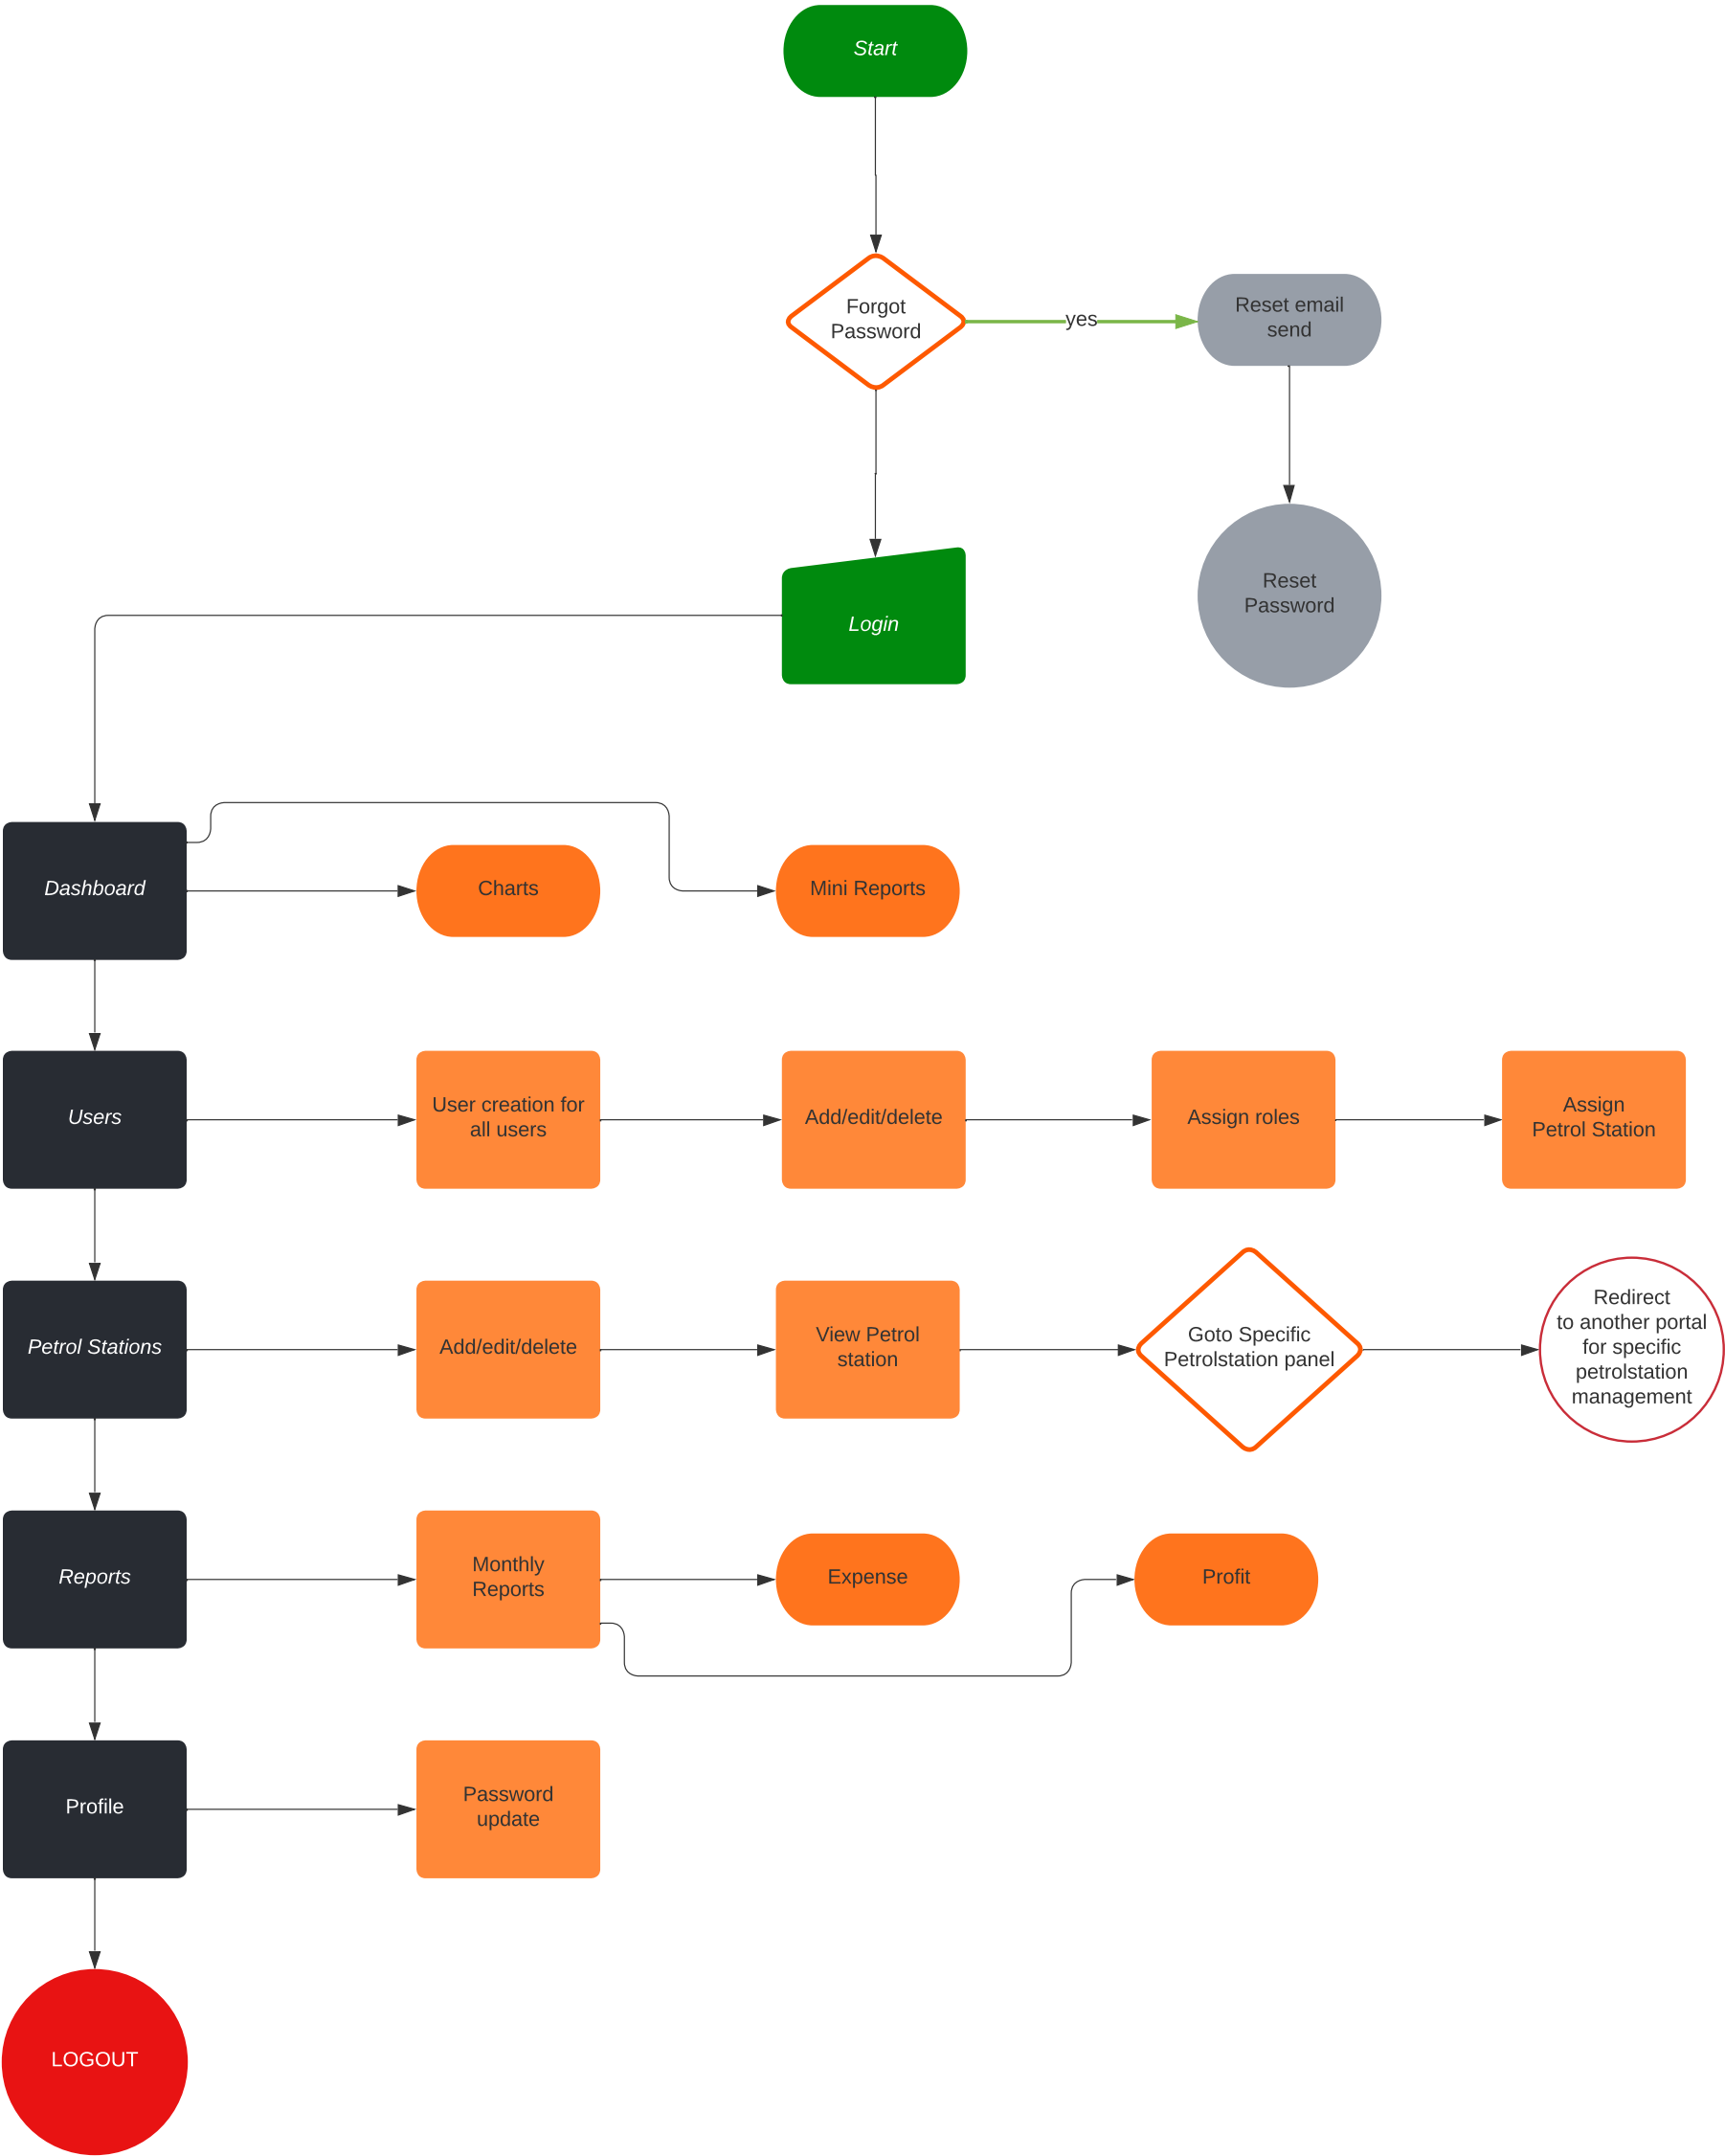 Start
Forgot
Password
yes
Reset email
send
Reset
Password
Login
Dashboard
Charts
Mini Reports
Users
User creation for
all users
Add/edit/delete
Assign roles
Assign
Petrol Station
Petrol Stations
Add/edit/delete
View Petrol
station
Goto Specific
Petrolstation panel
Redirect
to another portal
for specific
petrolstation
management
Reports
Monthly
Reports
Expense
Profit
Profile
Password
update
LOGOUT